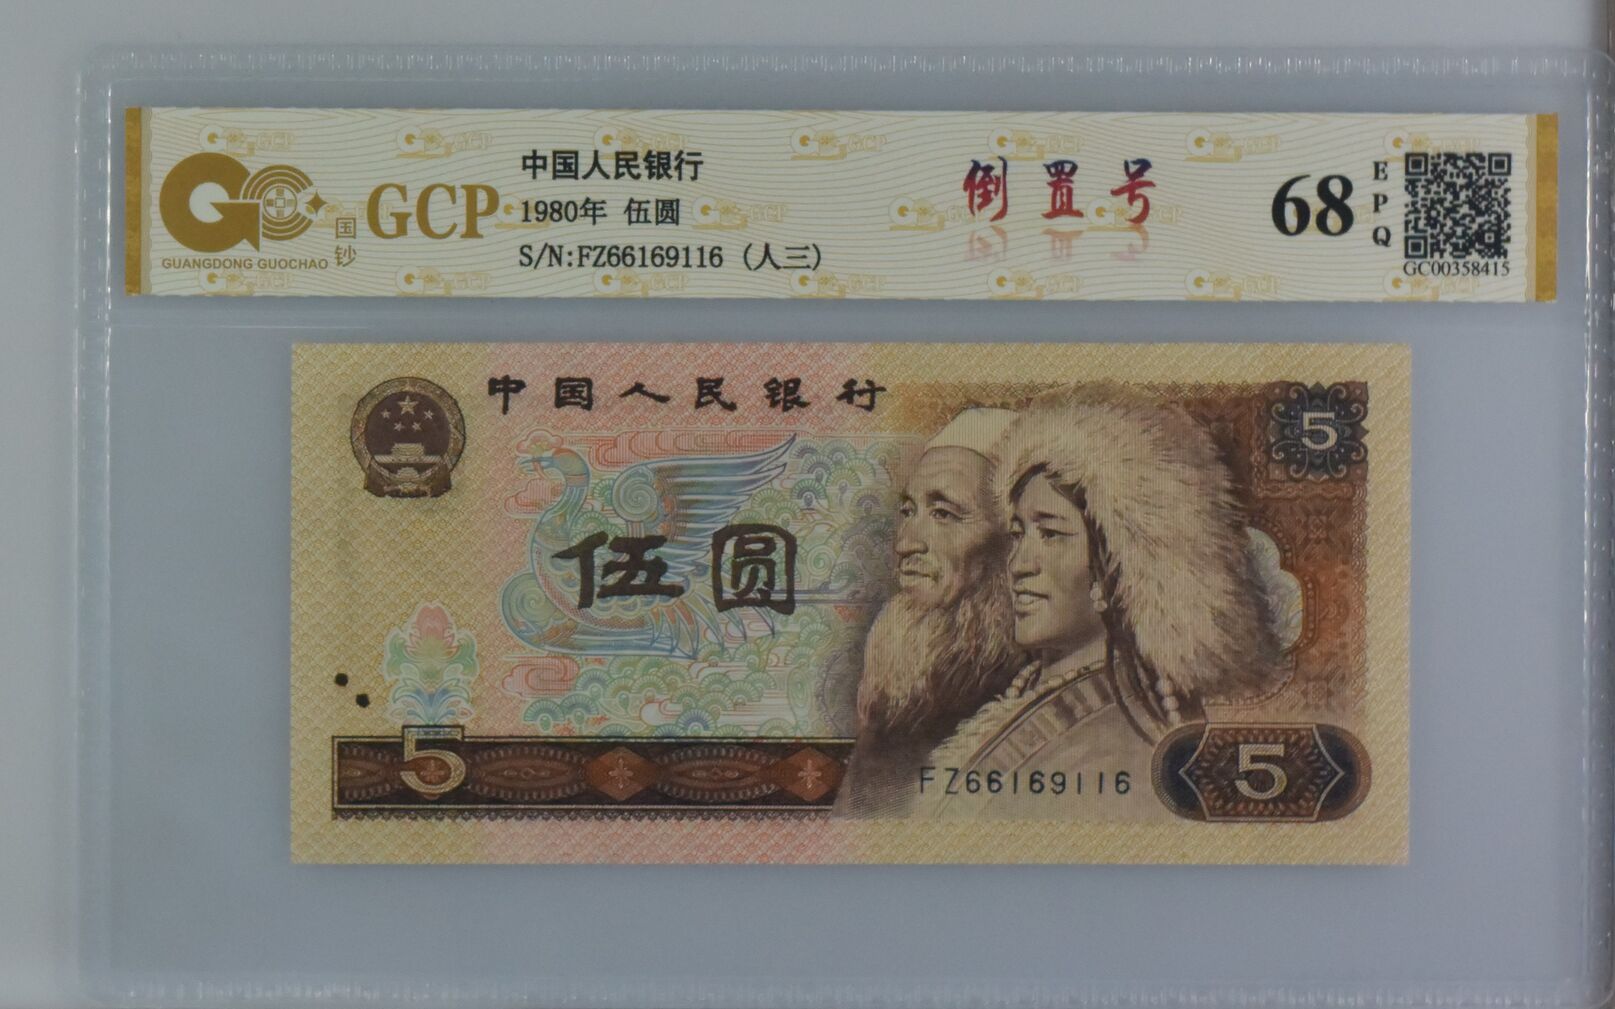 GC
GUANGDONG GUOCHAO
国钞
GCP
中国人民银行
1980年 伍圆
S/N:FZ66169116 (人三)
倒置号
68
EPQ
GC00358415
中国人民银行
5
伍圆
5
FZ66169116
5